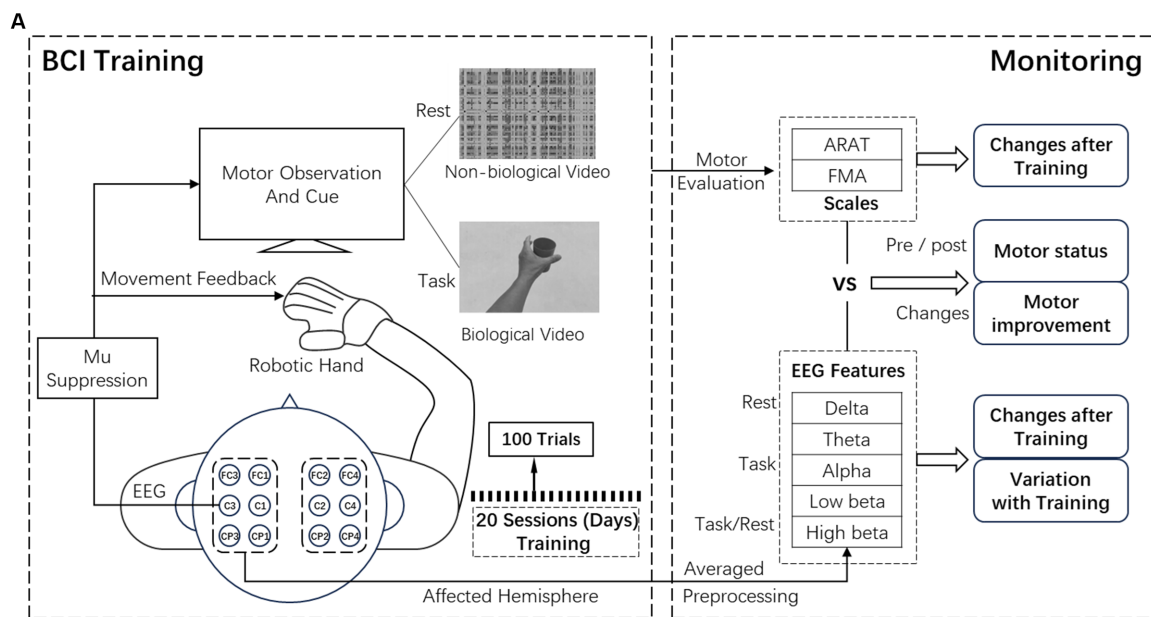 A
BCI Training
Monitoring
Rest
Motor Observation
And Cue
Non-biological Video
Task
Biological Video
Movement Feedback
Robotic Hand
Mu
Suppression
EEG
FC3
FC1
FC2
FC4
C3
C1
C2
C4
CP3
CP1
CP2
CP4
100 Trials
20 Sessions (Days)
Training
Affected Hemisphere
Motor
Evaluation
ARAT
FMA
Scales
Changes after
Training
Pre / post
VS
Changes
Motor status
Motor
improvement
EEG Features
Rest
Task
Task/Rest
Delta
Theta
Alpha
Low beta
High beta
Changes after
Training
Variation
with Training
Averaged
Preprocessing